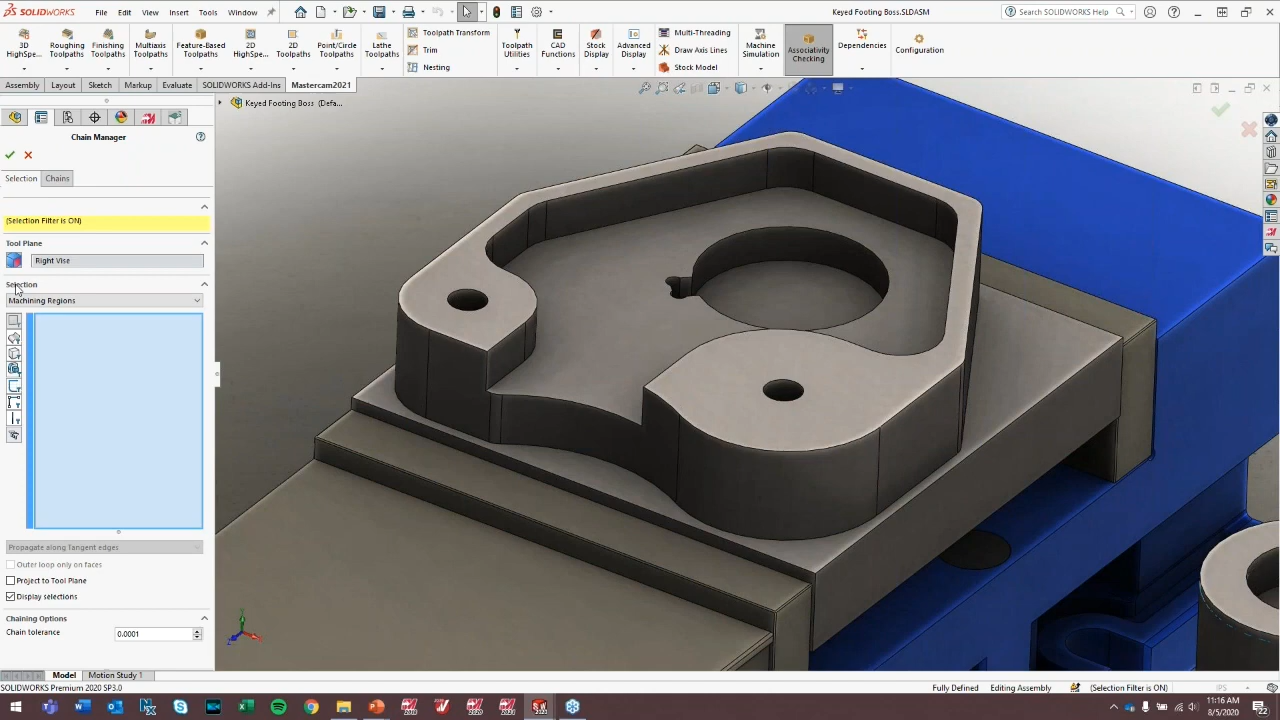 SOLIDWORKS File Edit View Insert Tools Window Keyed Footing Boss.SLDASM Search SOLIDWORKS Help
3D HighSpe... Roughing Toolpaths Finishing Toolpaths Multiaxis Toolpaths Feature-Based Toolpaths 2D HighSpe... 2D Toolpaths Point/Circle Toolpaths Lathe Toolpaths Toolpath Transform Trim Nesting Toolpath Utilities CAD Functions Stock Display Advanced Display Multi-Threading Draw Axis Lines Stock Model Machine Simulation Associativity Checking Dependencies Configuration
Assembly Layout Sketch Markup Evaluate SOLIDWORKS Add-Ins Mastercam2021
Keyed Footing Boss (Defa...
Chain Manager
Selection Chains
(Selection Filter is ON)
Tool Plane
Right Vise
Selection
Machining Regions
Propagate along Tangent edges
Outer loop only on faces
Project to Tool Plane
Display selections
Chaining Options
Chain tolerance 0.0001
Model Motion Study 1
SOLIDWORKS Premium 2020 SP3.0 Fully Defined Editing Assembly (Selection Filter is ON) IPS
11:16 AM
8/5/2020